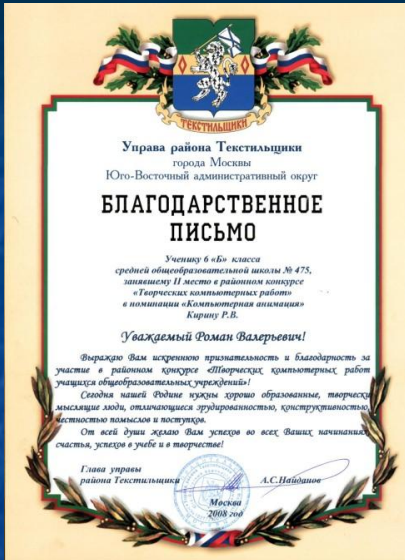 ТЕКСТИЛЬЩИКИ
Управа района Текстильщики
города Москвы
Юго-Восточный административный округ
БЛАГОДАРСТВЕННОЕ
ПИСЬМО
Ученику 6 «Б» класса
средней общеобразовательной школы № 475,
занявшему II место в районном конкурсе
«Творческих компьютерных работ»
в номинации «Компьютерная анимация»
Кирину Р.В.
Уважаемый Роман Валерьевич!
Выражаю Вам искреннюю признательность и благодарность за
участие в районном конкурсе «Творческих компьютерных работ
учащихся общеобразовательных учреждений»!
Сегодня нашей Родине нужны хорошо образованные, творчески
мыслящие люди, отличающиеся эрудированностью, конструктивностью,
честностью помыслов и поступков.
От всей души желаю Вам успехов во всех Ваших начинаниях,
счастья, успехов в учебе и в творчестве!
Глава управы
района Текстильщики А.С.Найданов
Москва
2008 год